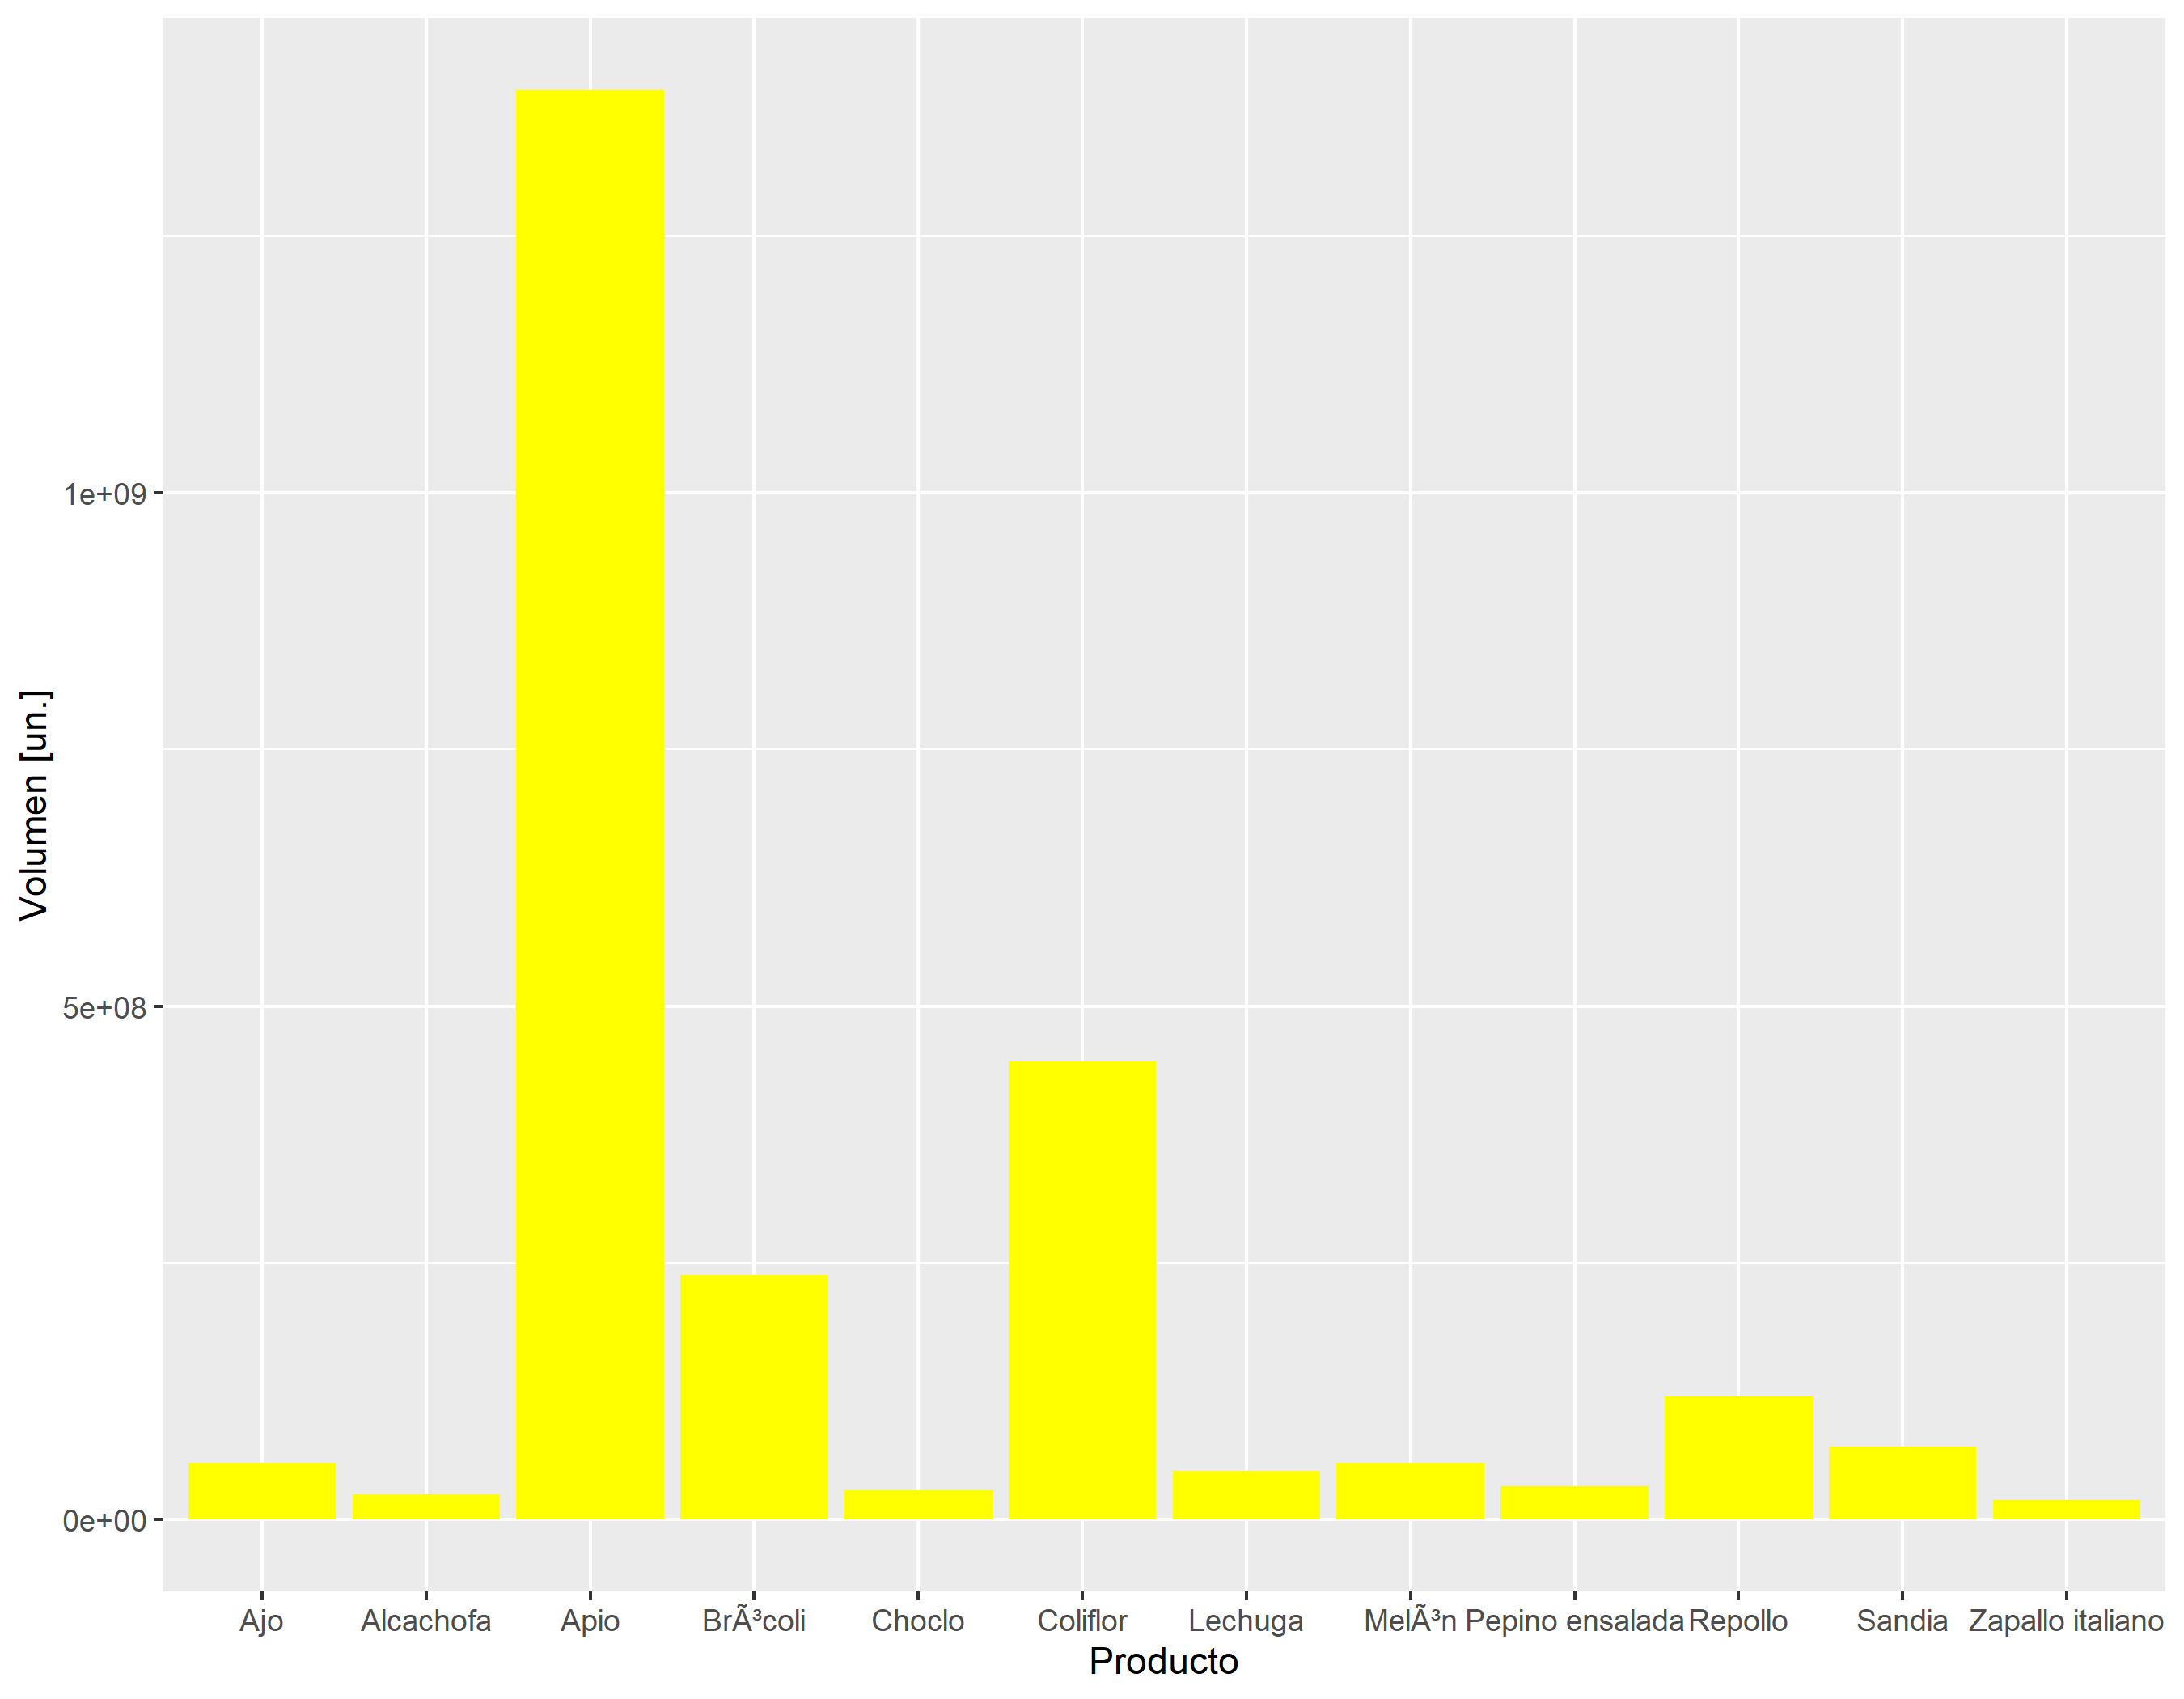 Volumen [un.]
1e+09
5e+08
0e+00
Ajo Alcachofa Apio BrÃ³coli Choclo Coliflor Lechuga MelÃ³n Pepino ensalada Repollo Sandia Zapallo italiano
Producto